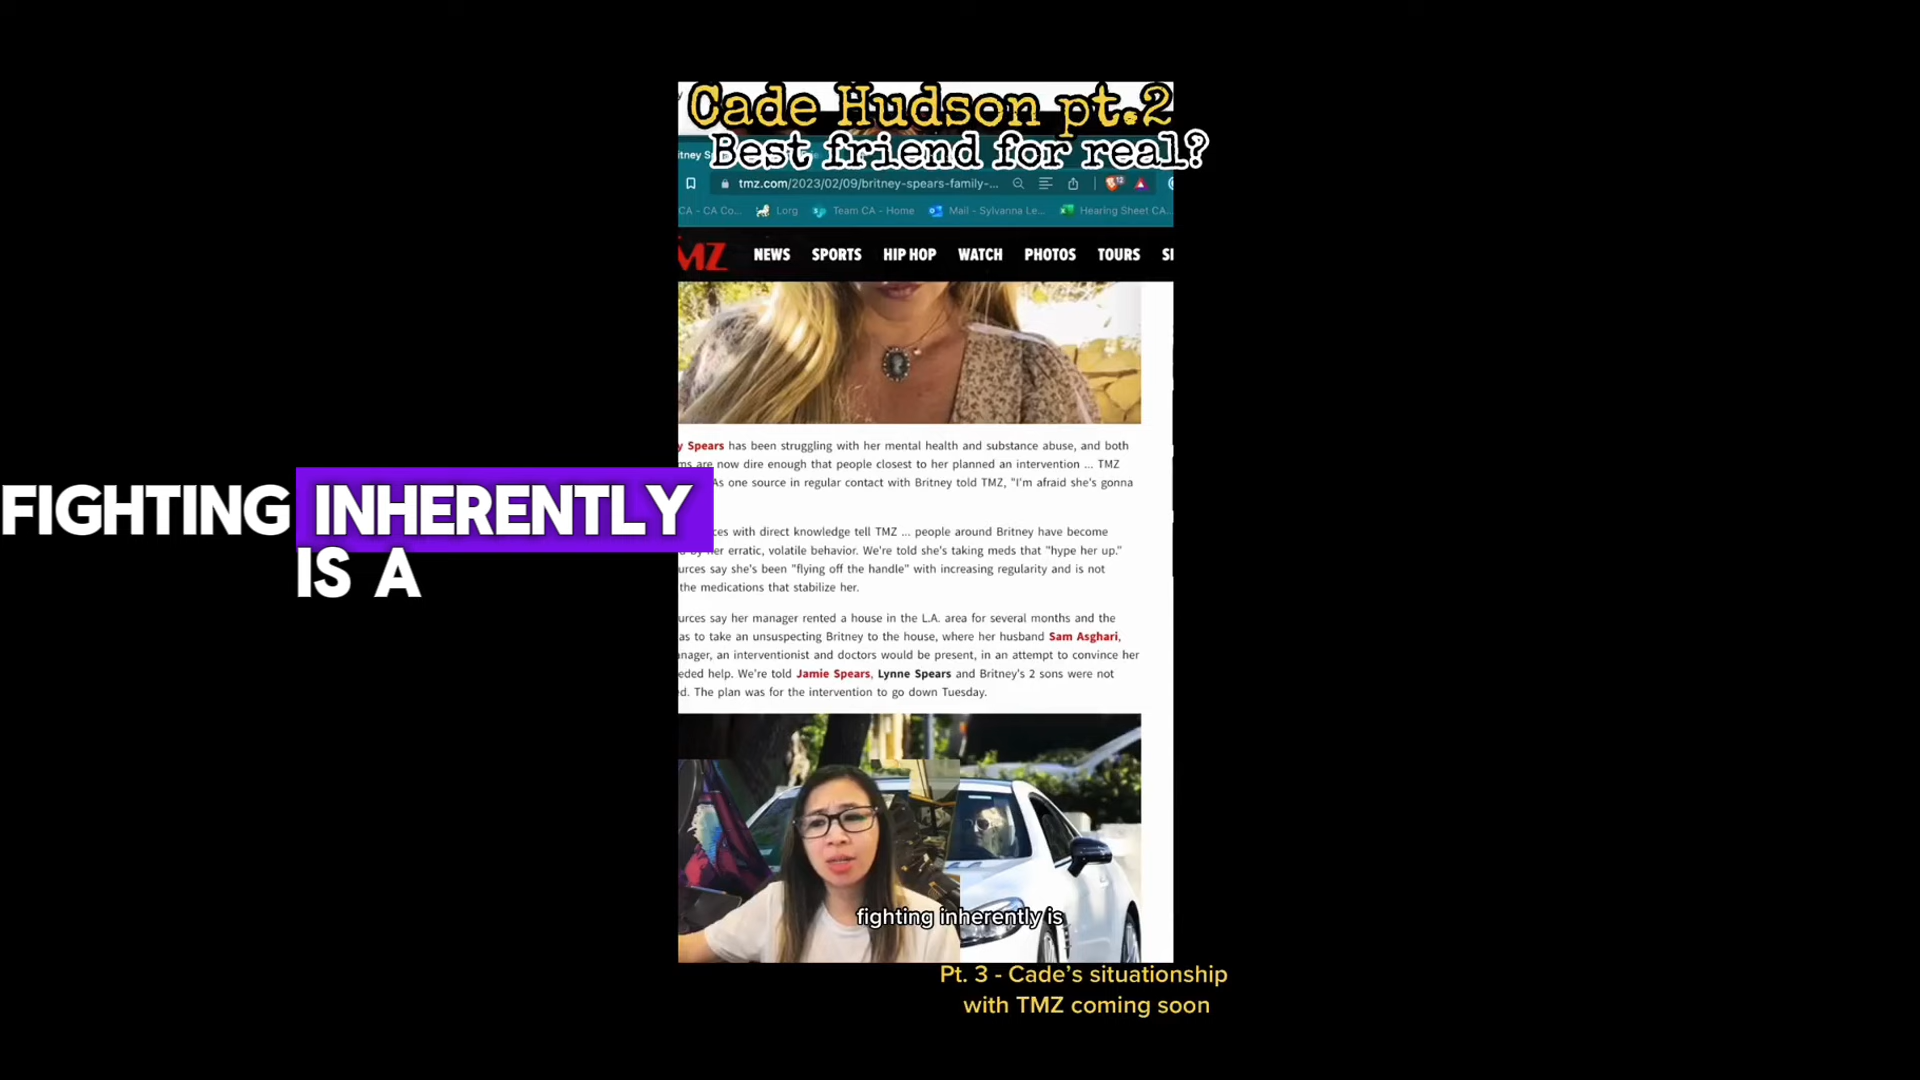 Cade Hudson pt.2
Best friend for real?
itney Sp
tmz.com/2023/02/09/britney-spears-family-...
CA - CA Co... Lorg Team CA - Home Mail - Sylvanna Le... Hearing Sheet CA...
MZ NEWS SPORTS HIP HOP WATCH PHOTOS TOURS SI
y Spears has been struggling with her mental health and substance abuse, and both
ms are now dire enough that people closest to her planned an intervention ... TMZ
As one source in regular contact with Britney told TMZ, "I'm afraid she's gonna
FIGHTING INHERENTLY
IS A
ces with direct knowledge tell TMZ ... people around Britney have become
by her erratic, volatile behavior. We're told she's taking meds that "hype her up."
urces say she's been "flying off the handle" with increasing regularity and is not
the medications that stabilize her.
urces say her manager rented a house in the L.A. area for several months and the
as to take an unsuspecting Britney to the house, where her husband Sam Asghari,
anager, an interventionist and doctors would be present, in an attempt to convince her
eded help. We're told Jamie Spears, Lynne Spears and Britney's 2 sons were not
ed. The plan was for the intervention to go down Tuesday.
fighting inherently is
Pt. 3 - Cade's situationship
with TMZ coming soon